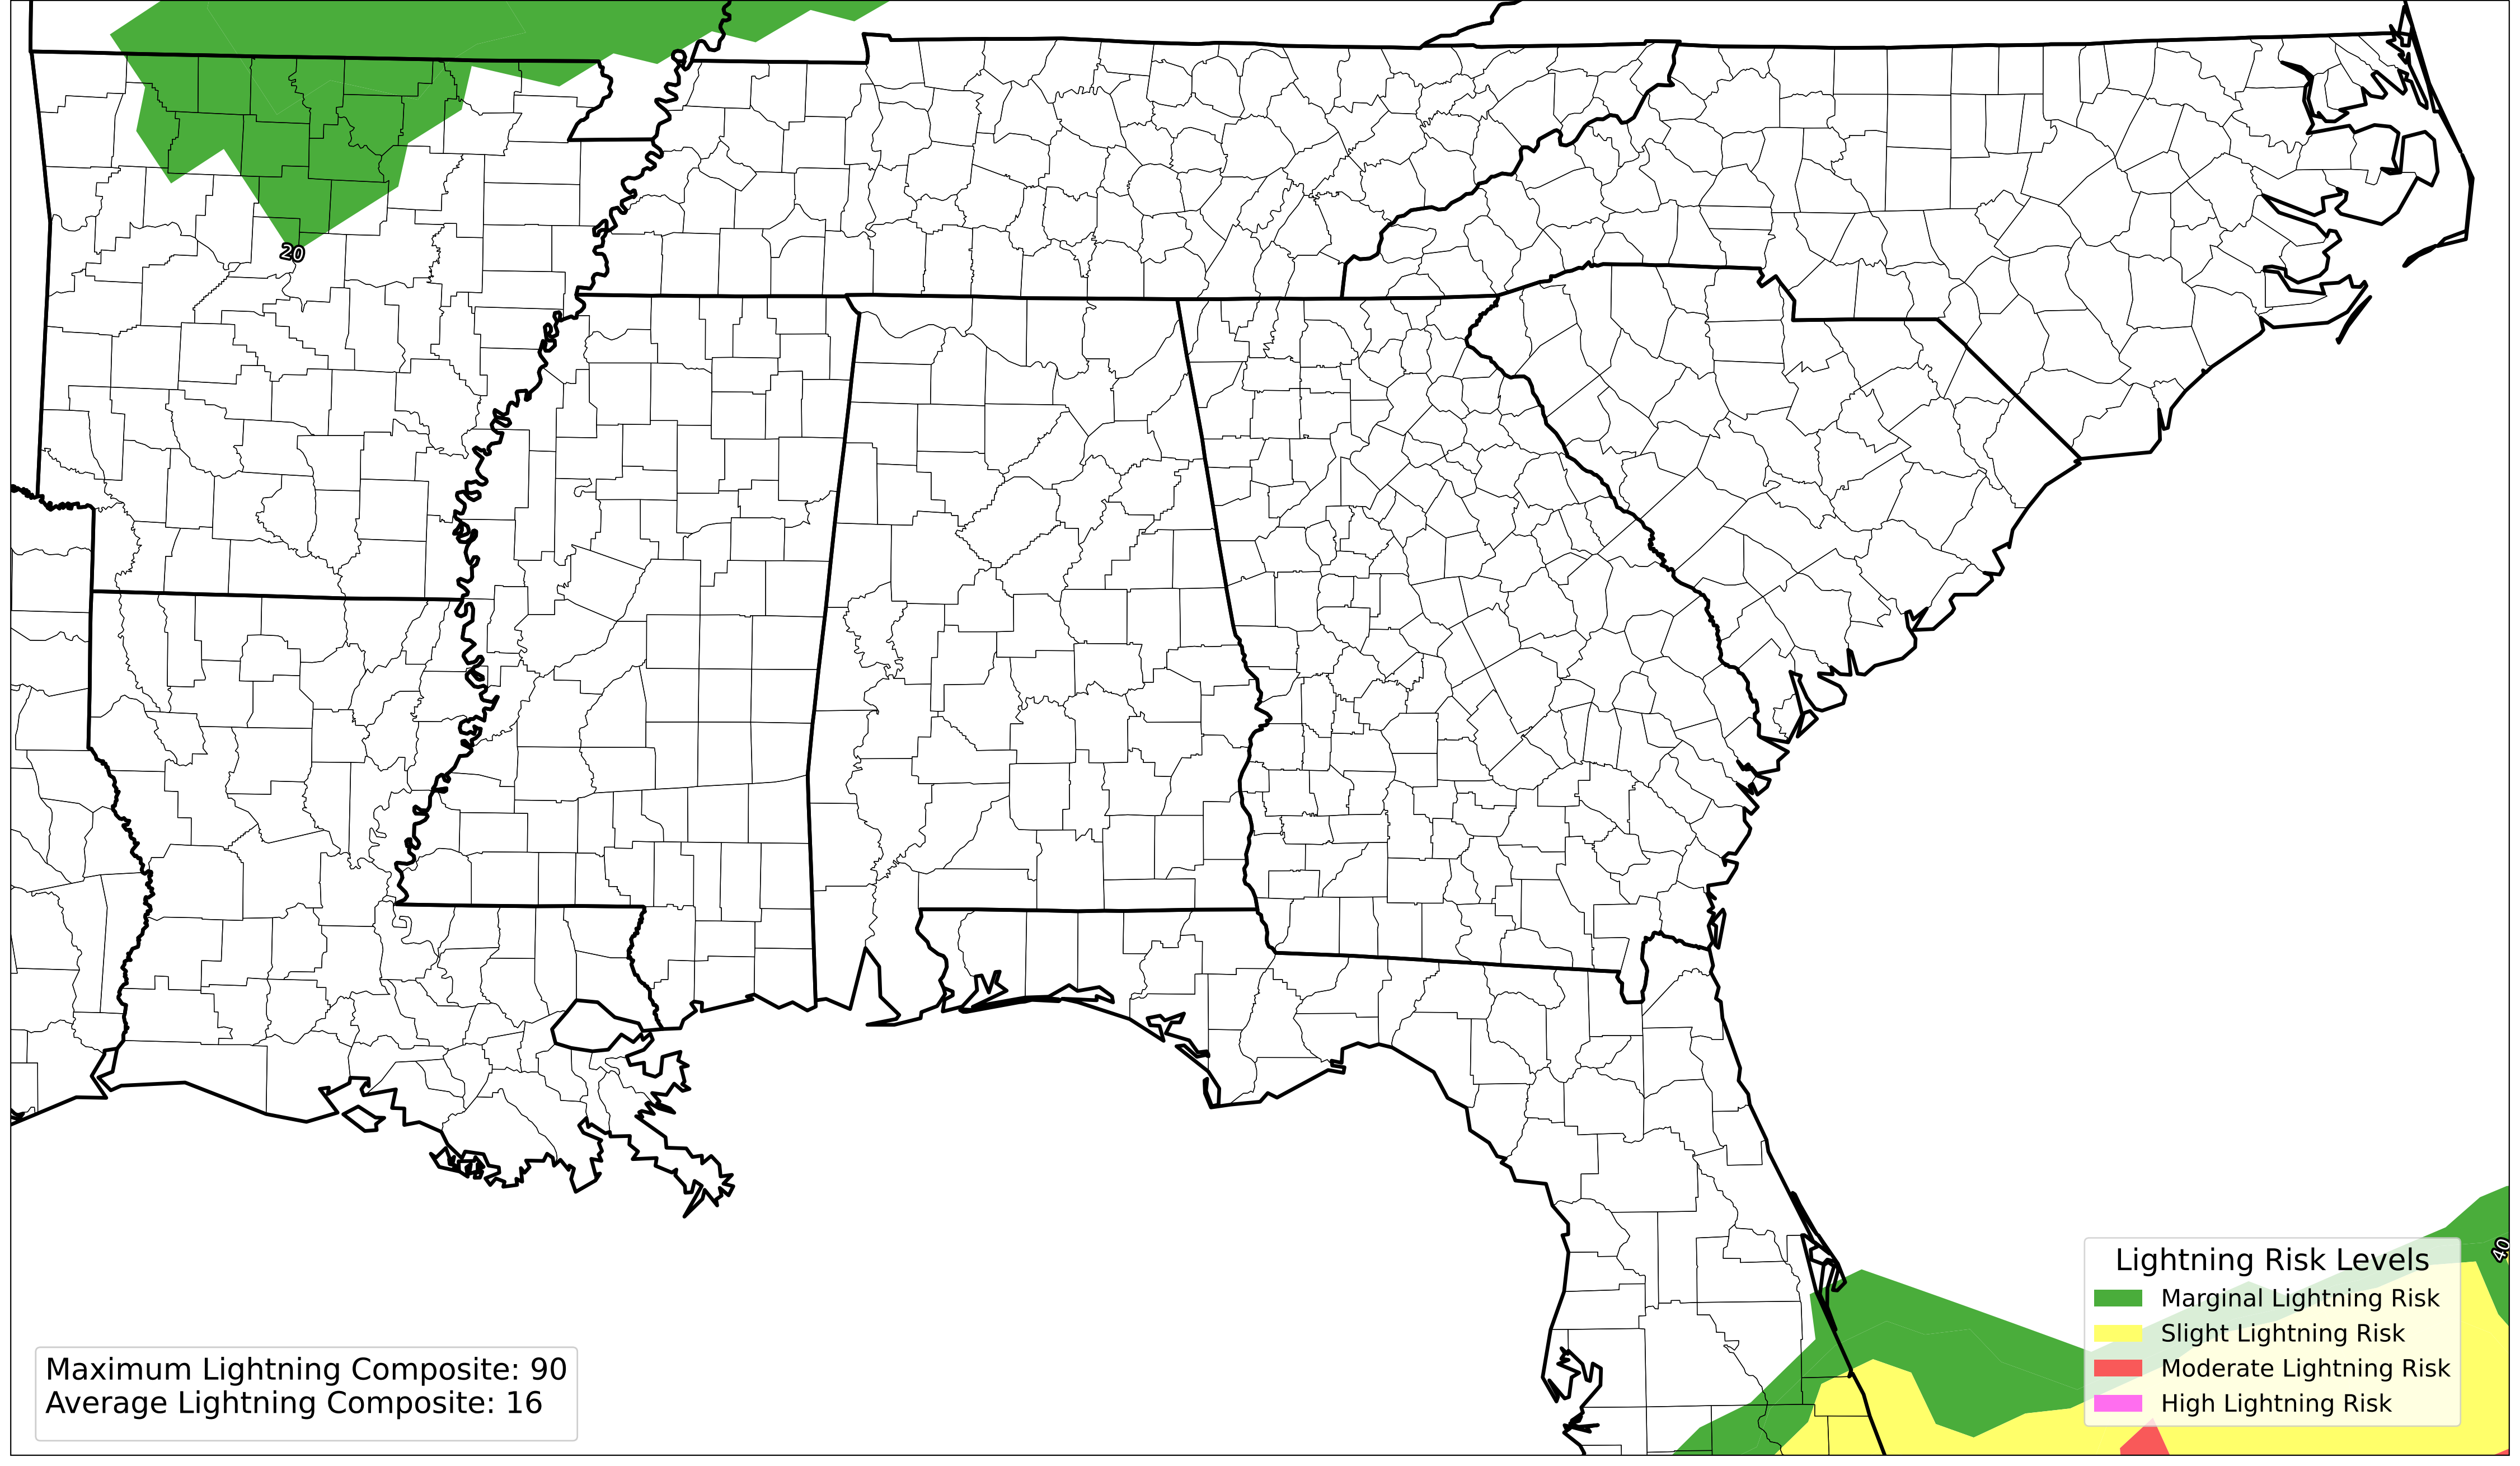 20
40
Lightning Risk Levels
Marginal Lightning Risk
Slight Lightning Risk
Moderate Lightning Risk
High Lightning Risk
Maximum Lightning Composite: 90
Average Lightning Composite: 16